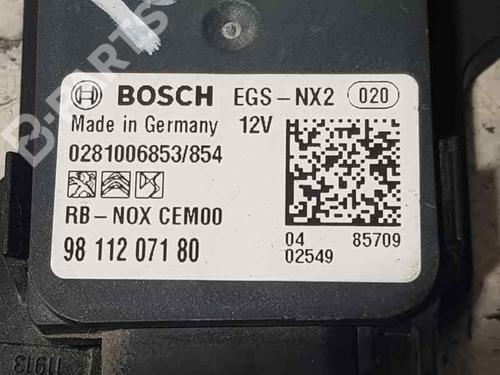 BOSCH EGS-NX2 020
Made in Germany 12V
0281006853/854
RB-NOX CEM00
98 112 071 80
04 85709
02549
11913
B-PARTS